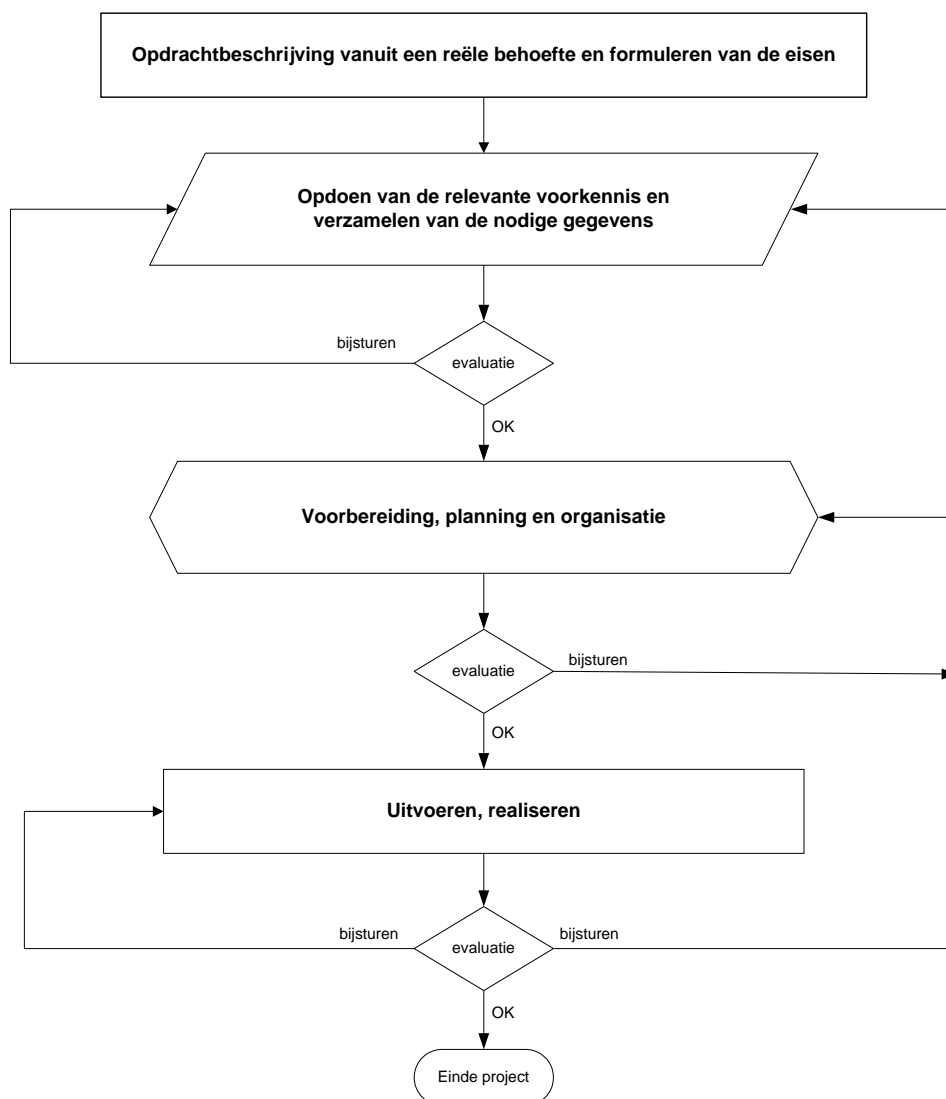 Opdrachtbeschrijving vanuit een reële behoefte en formuleren van de eisen
Opdoen van de relevante voorkennis en
verzamelen van de nodige gegevens
bijsturen
evaluatie
OK
Voorbereiding, planning en organisatie
evaluatie
bijsturen
OK
Uitvoeren, realiseren
bijsturen
evaluatie
bijsturen
OK
Einde project